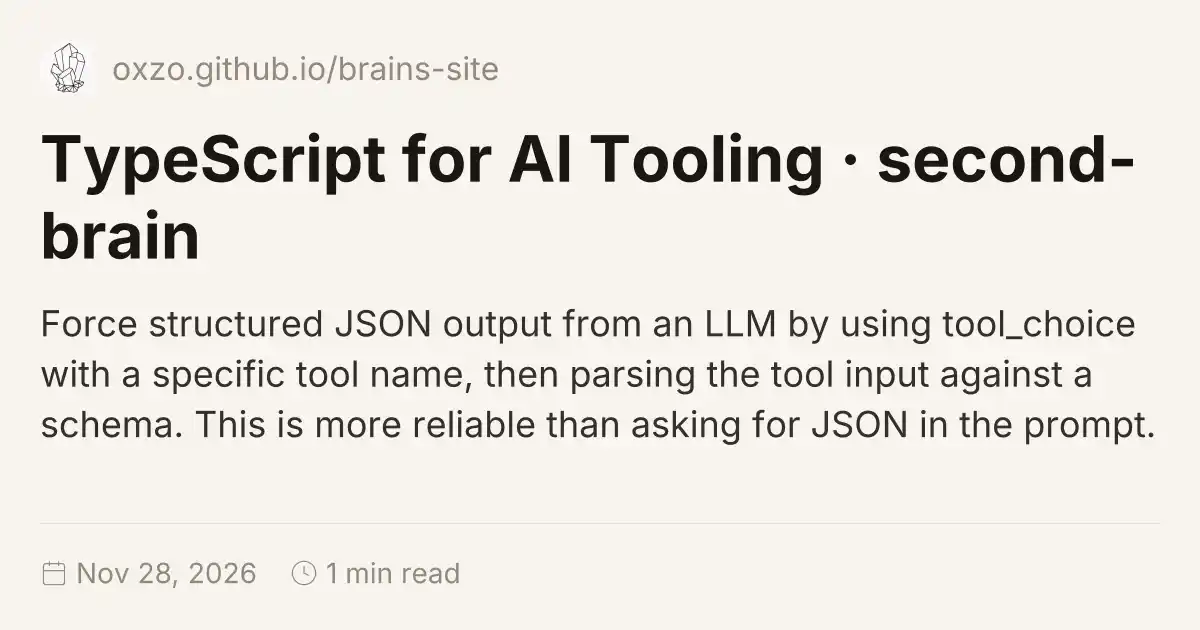 oxzo.github.io/brains-site
TypeScript for AI Tooling · second-
brain
Force structured JSON output from an LLM by using tool_choice
with a specific tool name, then parsing the tool input against a
schema. This is more reliable than asking for JSON in the prompt.
Nov 28, 2026 1 min read